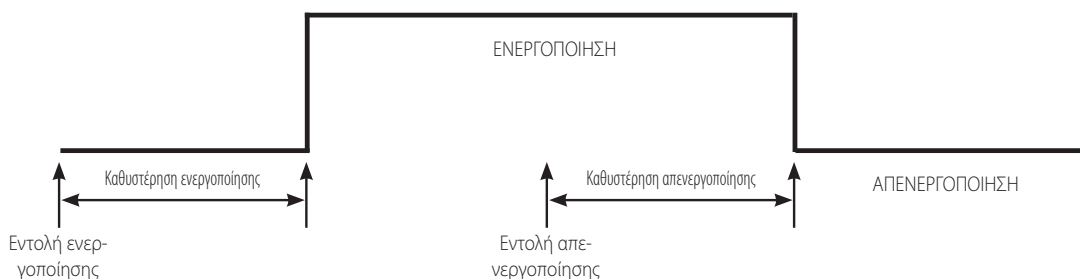 ΕΝΕΡΓΟΠΟΙΗΣΗ
Καθυστέρηση ενεργοποίησης
Καθυστέρηση απενεργοποίησης
ΑΠΕΝΕΡΓΟΠΟΙΗΣΗ
Εντολή ενερ-
γοποίησης
Εντολή απε-
νεργοποίησης